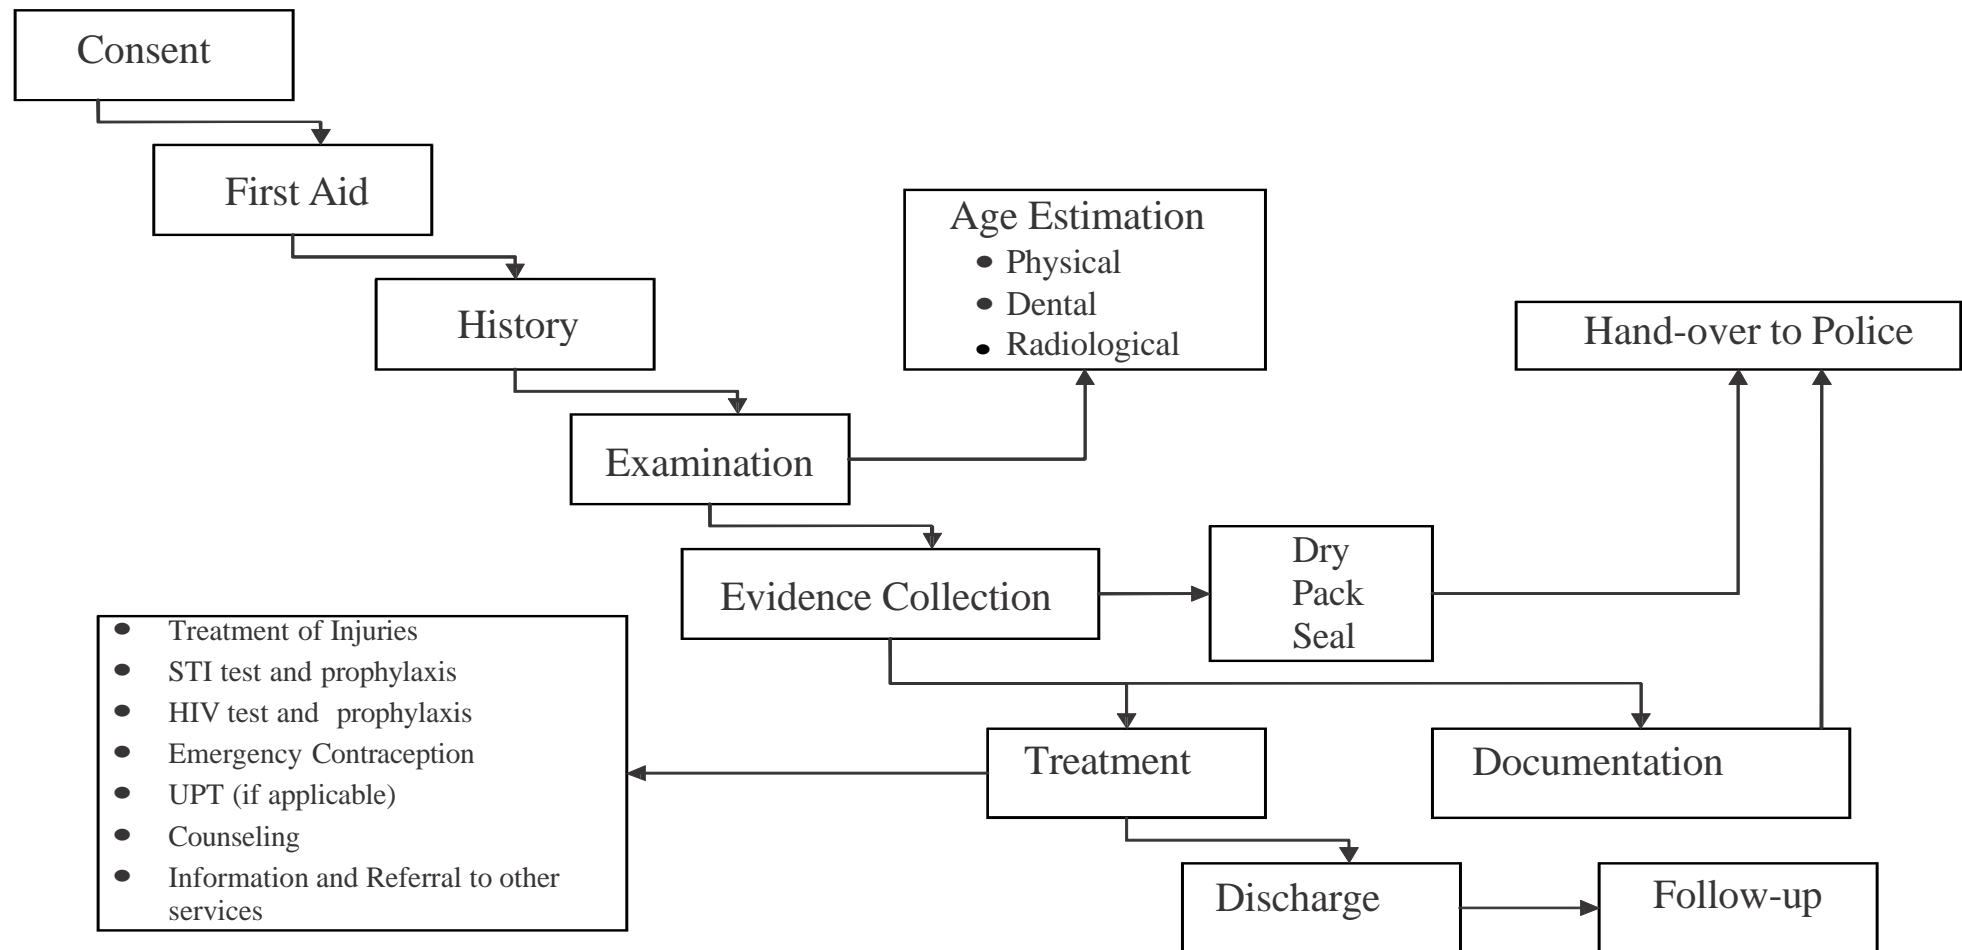 Consent
First Aid
Age Estimation
• Physical
• Dental
• Radiological
History
Hand-over to Police
Examination
Dry
Pack
Seal
Evidence Collection
• Treatment of Injuries
• STI test and prophylaxis
• HIV test and prophylaxis
• Emergency Contraception
• UPT (if applicable)
• Counseling
• Information and Referral to other
services
Treatment
Documentation
Discharge
Follow-up